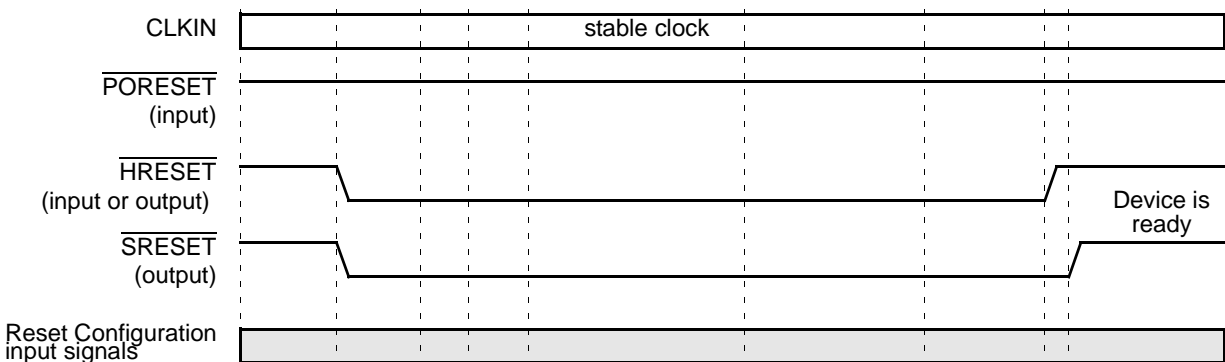 CLKIN
stable clock
PORESET
(input)
HRESET
(input or output)
Device is
ready
SRESET
(output)
Reset Configuration
input signals